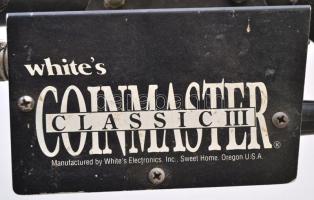 white's
COINMASTER
CLASSIC III
®
Manufactured by White's Electronics, Inc., Sweet Home, Oregon U.S.A.